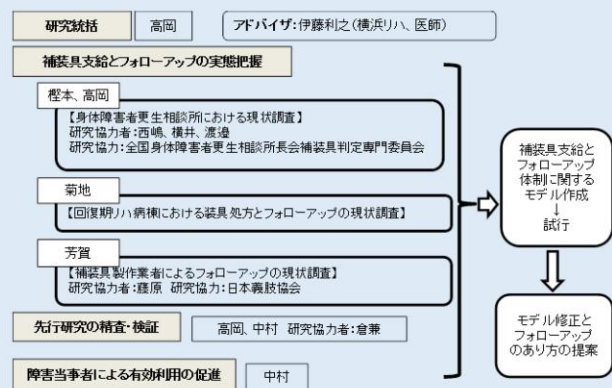 研究統括
高岡
アドバイザ:伊藤利之(横浜リハ、医師)
補装具支給とフォローアップの実態把握
樫本、高岡
【身体障害者更生相談所における現状調査】
研究協力者:西嶋、横井、渡邉
研究協力:全国身体障害者更生相談所長会補装具判定専門委員会
菊地
【回復期リハ病棟における装具処方とフォローアップの現状調査】
芳賀
【補装具製作業者によるフォローアップの現状調査】
研究協力者:藤原 研究協力:日本義肢協会
先行研究の精査・検証
高岡、中村 研究協力者:倉兼
障害当事者による有効利用の促進
中村
補装具支給と
フォローアップ
体制に関する
モデル作成
↓
試行
モデル修正と
フォローアップ
のあり方の提案